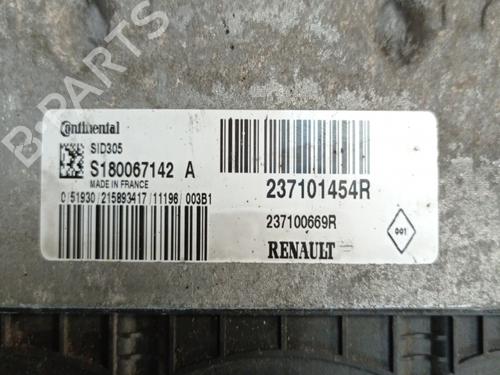 Continental
SID305
S180067142 A
MADE IN FRANCE
0/51930/215893417/11196 003B1
237101454R
237100669R
RENAULT
001
B-PARTS